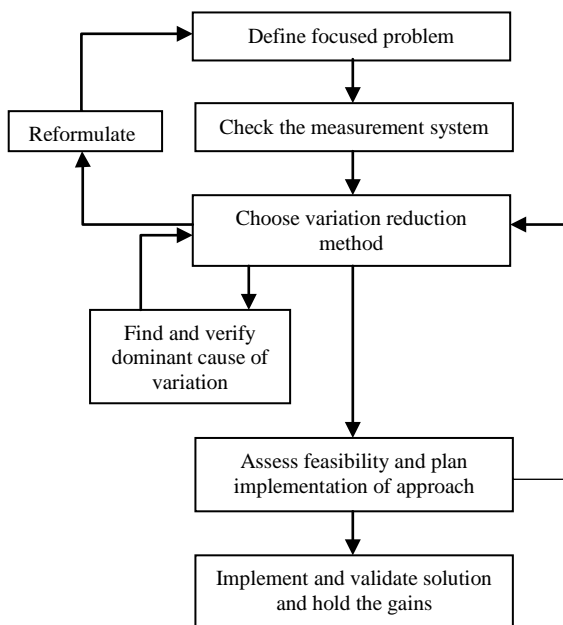 Define focused problem
Check the measurement system
Reformulate
Choose variation reduction
method
Find and verify
dominant cause of
variation
Assess feasibility and plan
implementation of approach
Implement and validate solution
and hold the gains